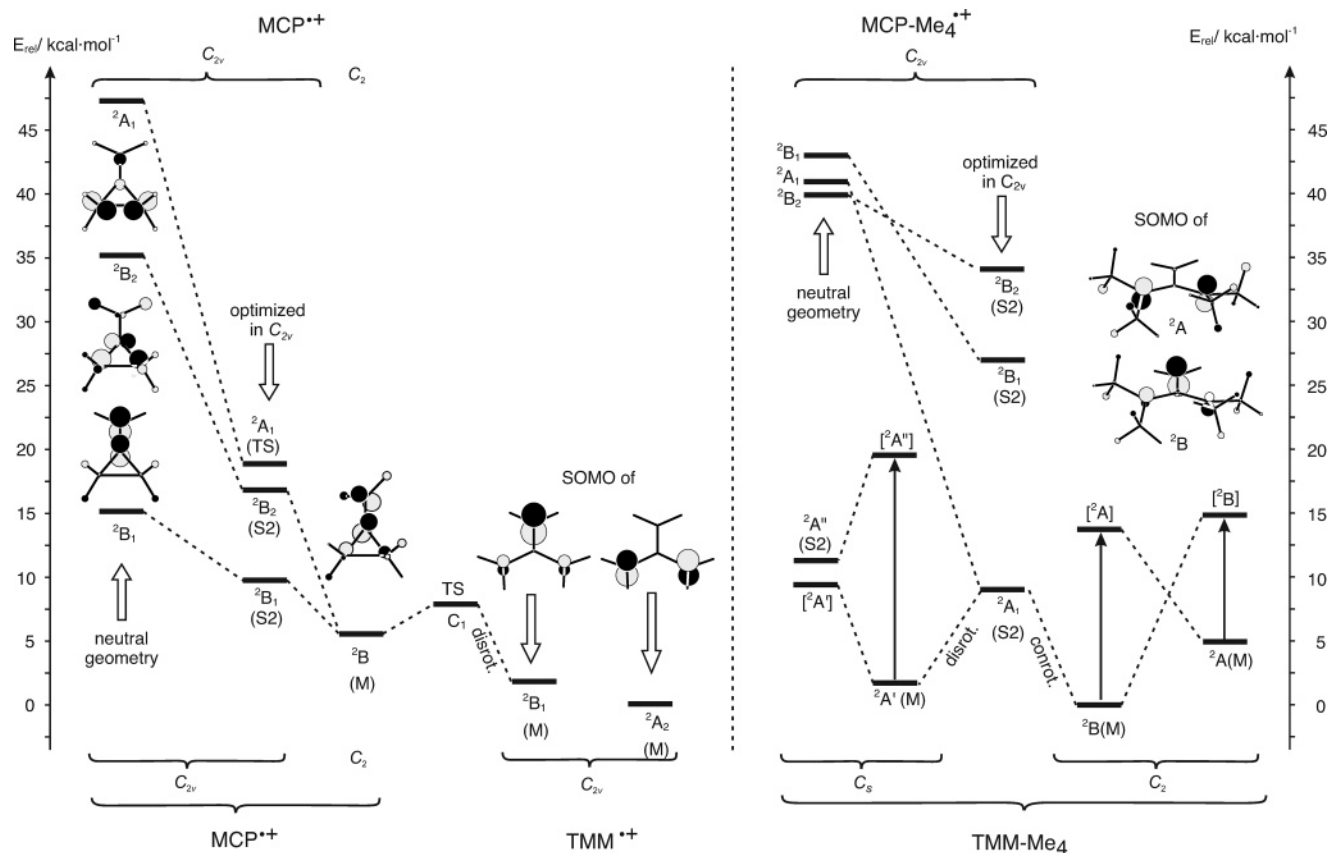 MCP•+
MCP-Me4•+
Erel/ kcal·mol-1
Erel/ kcal·mol-1
C2v
C2
C2v
45
40
35
30
25
20
15
10
5
0
2A1
2B2
2B1
neutral
geometry
optimized
in C2v
2A1
(TS)
2B2
(S2)
2B1
(S2)
2B
(M)
TS
C1
disrot.
SOMO of
2B1
(M)
2A2
(M)
C2v
C2
C2v
MCP•+
TMM•+
2B1
2A1
2B2
neutral
geometry
optimized
in C2v
2B2
(S2)
2B1
(S2)
SOMO of
2A
2B
[2A"]
2A"
(S2)
[2A']
2A' (M)
disrot.
2A1
(S2)
conrot.
[2A]
[2B]
2B(M)
2A(M)
45
40
35
30
25
20
15
10
5
0
Cs
C2
TMM-Me4